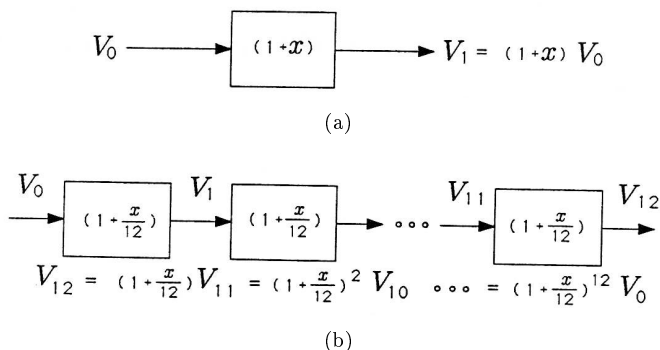 V₀ (1+x) V₁ = (1+x) V₀
(a)
V₀ V₁ V₁₁ V₁₂
(1+x/12) (1+x/12) ∘∘∘ (1+x/12)
V₁₂ = (1+x/12) V₁₁ = (1+x/12)² V₁₀ ∘∘∘ = (1+x/12)¹² V₀
(b)